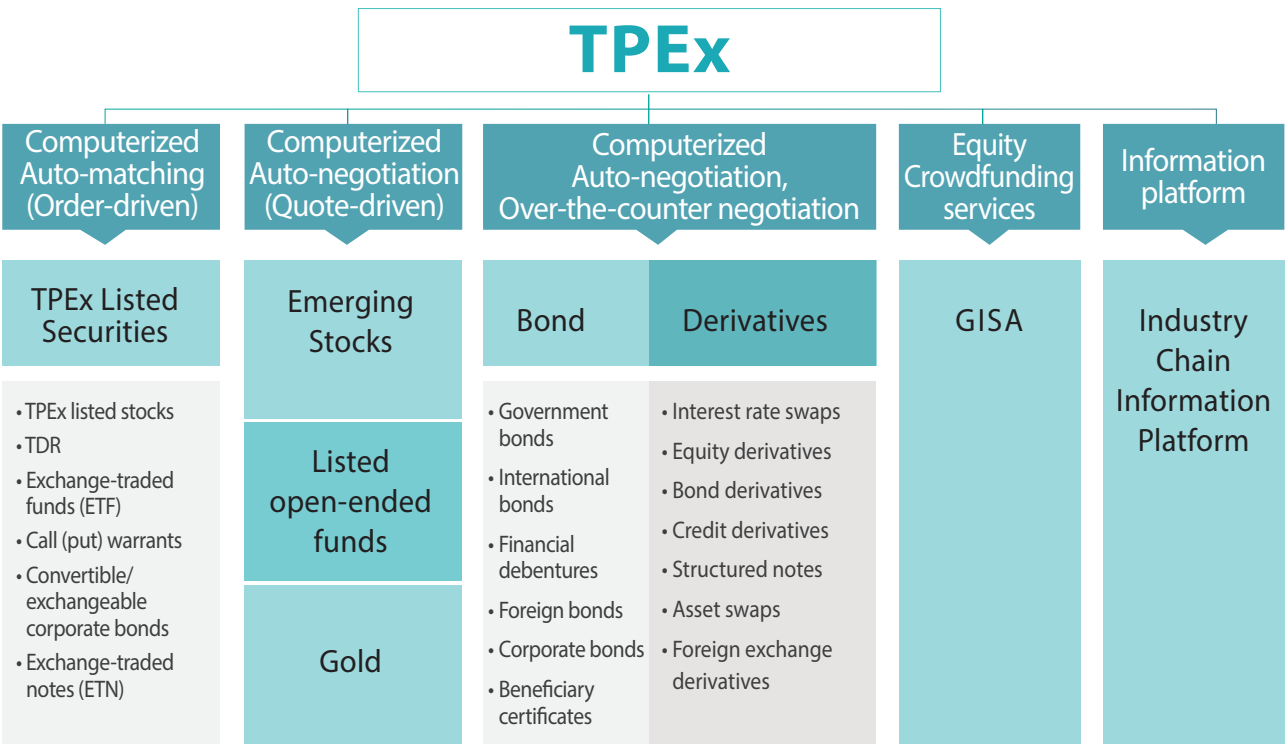 TPEx
Computerized
Auto-matching
(Order-driven)
TPEx Listed
Securities
• TPEx listed stocks
• TDR
• Exchange-traded
funds (ETF)
• Call (put) warrants
• Convertible/
exchangeable
corporate bonds
• Exchange-traded
notes (ETN)
Computerized
Auto-negotiation
(Quote-driven)
Emerging
Stocks
Listed
open-ended
funds
Gold
Computerized
Auto-negotiation,
Over-the-counter negotiation
Bond
• Government
bonds
• International
bonds
• Financial
debentures
• Foreign bonds
• Corporate bonds
• Beneficiary
certificates
Derivatives
• Interest rate swaps
• Equity derivatives
• Bond derivatives
• Credit derivatives
• Structured notes
• Asset swaps
• Foreign exchange
derivatives
Equity
Crowdfunding
services
GISA
Information
platform
Industry
Chain
Information
Platform